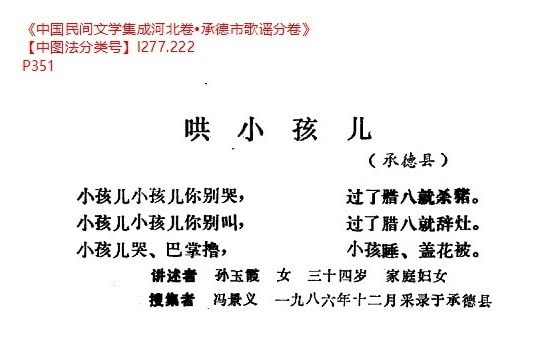 《中国民间文学集成河北卷•承德市歌谣分卷》
【中图法分类号】I277.222
P351
哄小孩儿
（承德县）
小孩儿小孩儿你别哭， 过了腊八就杀猪。
小孩儿小孩儿你别叫， 过了腊八就辞灶。
小孩儿哭、巴掌撸， 小孩睡、盖花被。
讲述者 孙玉霞 女 三十四岁 家庭妇女
搜集者 冯景义 一九八六年十二月采录于承德县